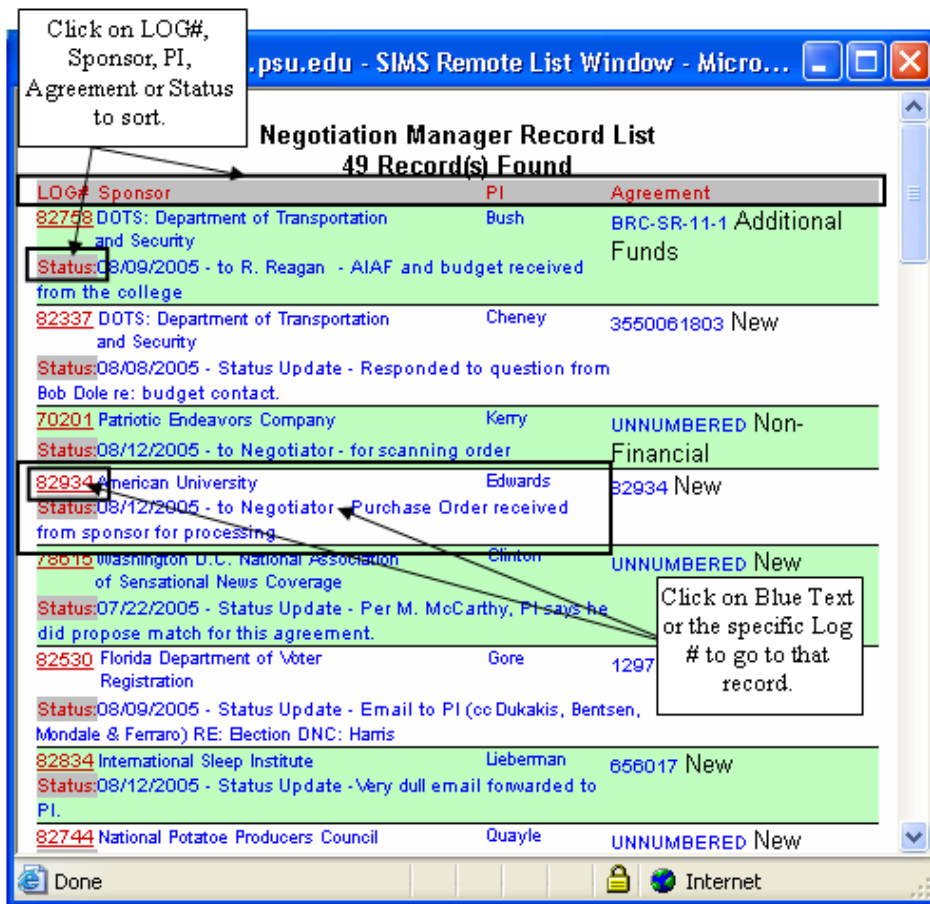 Click on LOG#,
Sponsor, PI,
Agreement or Status
to sort.
.psu.edu - SIMS Remote List Window - Micro...
Negotiation Manager Record List
49 Record(s) Found
LOG# Sponsor PI Agreement
82758 DOTS: Department of Transportation Bush BRC-SR-11-1 Additional
and Security Funds
Status:08/09/2005 - to R. Reagan - AIAF and budget received
from the college
82337 DOTS: Department of Transportation Cheney 3550061803 New
and Security
Status:08/08/2005 - Status Update - Responded to question from
Bob Dole re: budget contact.
70201 Patriotic Endeavors Company Kerry UNNUMBERED Non-
Status:08/12/2005 - to Negotiator - for scanning order Financial
82934 American University Edwards 82934 New
Status:08/12/2005 - to Negotiator - Purchase Order received
from sponsor for processing
78615 Washington D.C. National Association Clinton UNNUMBERED New
of Sensational News Coverage
Status:07/22/2005 - Status Update - Per M. McCarthy, PI says he
did propose match for this agreement.
Click on Blue Text
or the specific Log
# to go to that
record.
82530 Florida Department of Voter Gore 1297
Registration
Status:08/09/2005 - Status Update - Email to PI (cc Dukakis, Bentsen,
Mondale & Ferraro) RE: Election DNC: Harris
82834 International Sleep Institute Lieberman 656017 New
Status:08/12/2005 - Status Update - Very dull email forwarded to
PI.
82744 National Potatoe Producers Council Quayle UNNUMBERED New
Done Internet